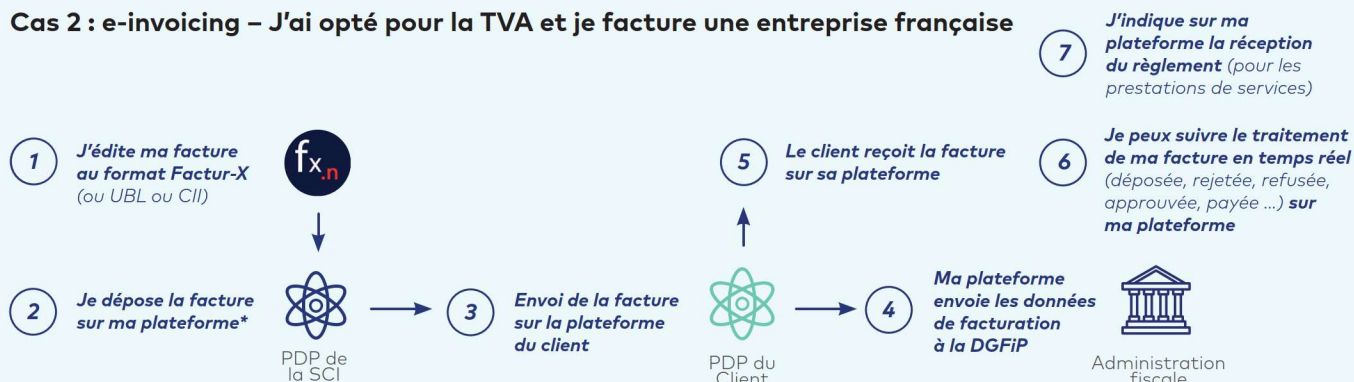 Cas 2 : e-invoicing – J'ai opté pour la TVA et je facture une entreprise française
1
J'édite ma facture
au format Factur-X
(ou UBL ou CII)
fx.n
2
Je dépose la facture
sur ma plateforme*
PDP de
la SCI
3
Envoi de la facture
sur la plateforme
du client
PDP du
Client
4
Ma plateforme
envoie les données
de facturation
à la DGFiP
Administration
fiscale
5
Le client reçoit la facture
sur sa plateforme
6
Je peux suivre le traitement
de ma facture en temps réel
(déposée, rejetée, refusée,
approuvée, payée ...) sur
ma plateforme
7
J'indique sur ma
plateforme la réception
du règlement (pour les
prestations de services)